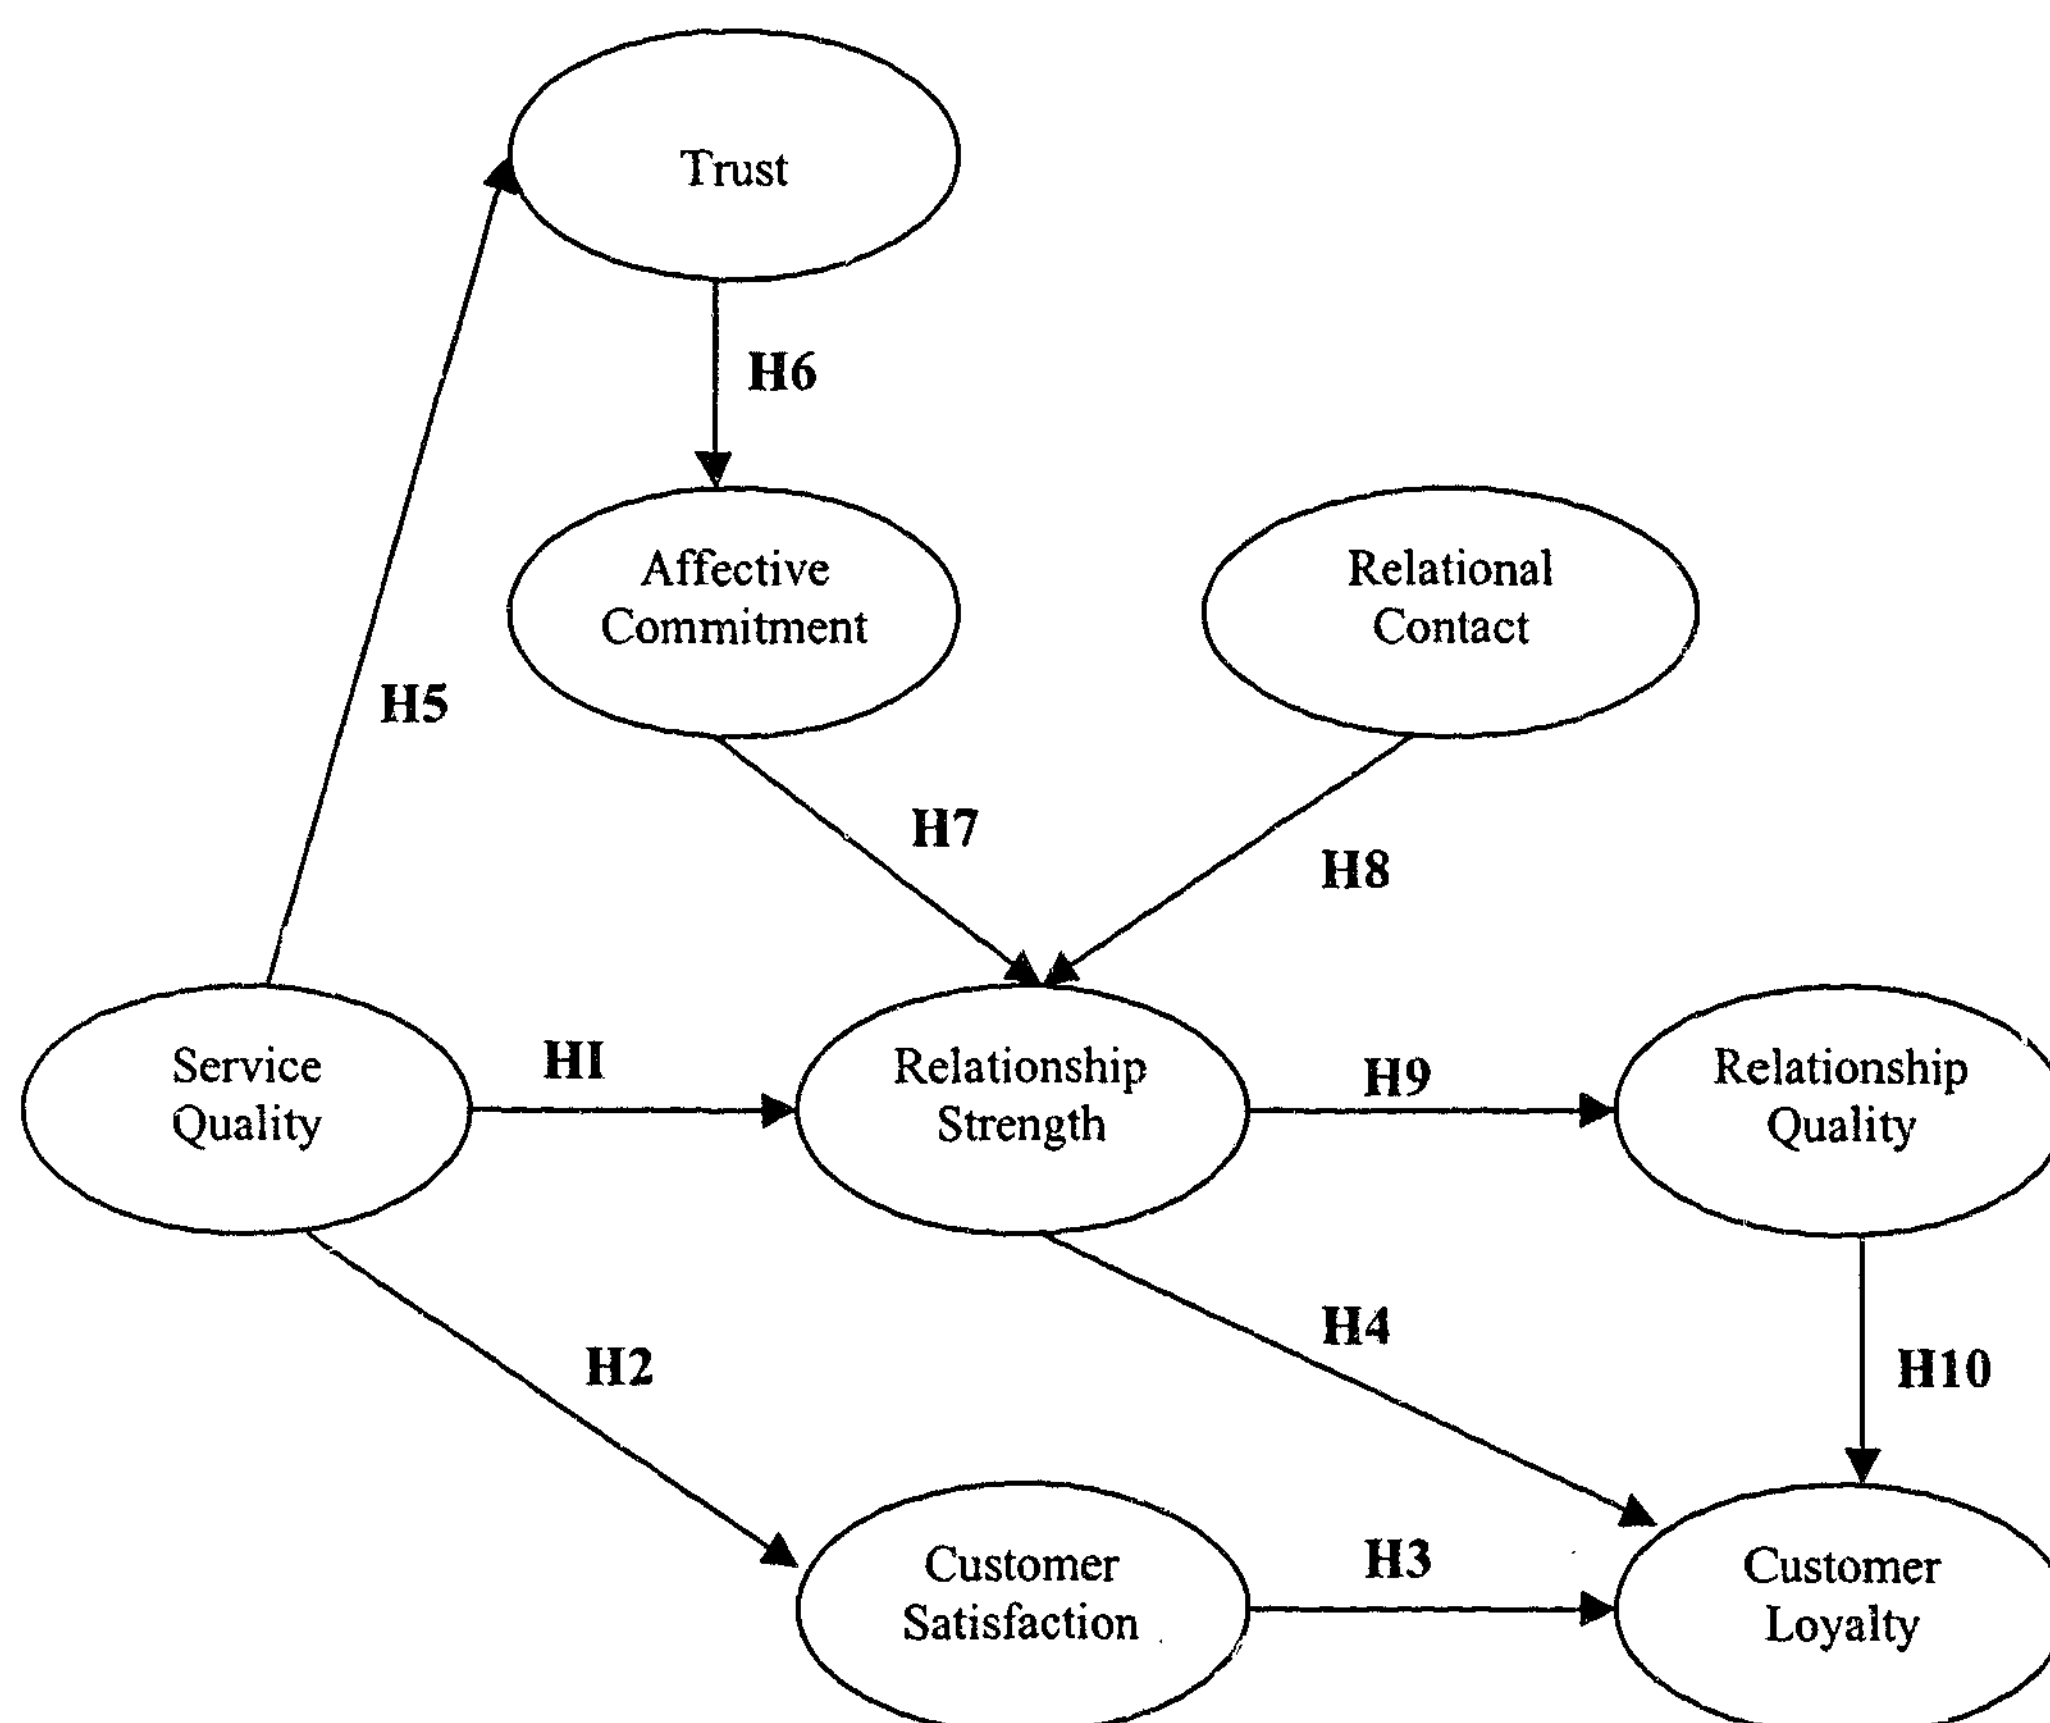 Trust
H6
Affective
Commitment
Relational
Contact
H5
H7
H8
Service
Quality
HI
Relationship
Strength
H9
Relationship
Quality
H2
H4
H10
Customer
Satisfaction
H3
Customer
Loyalty